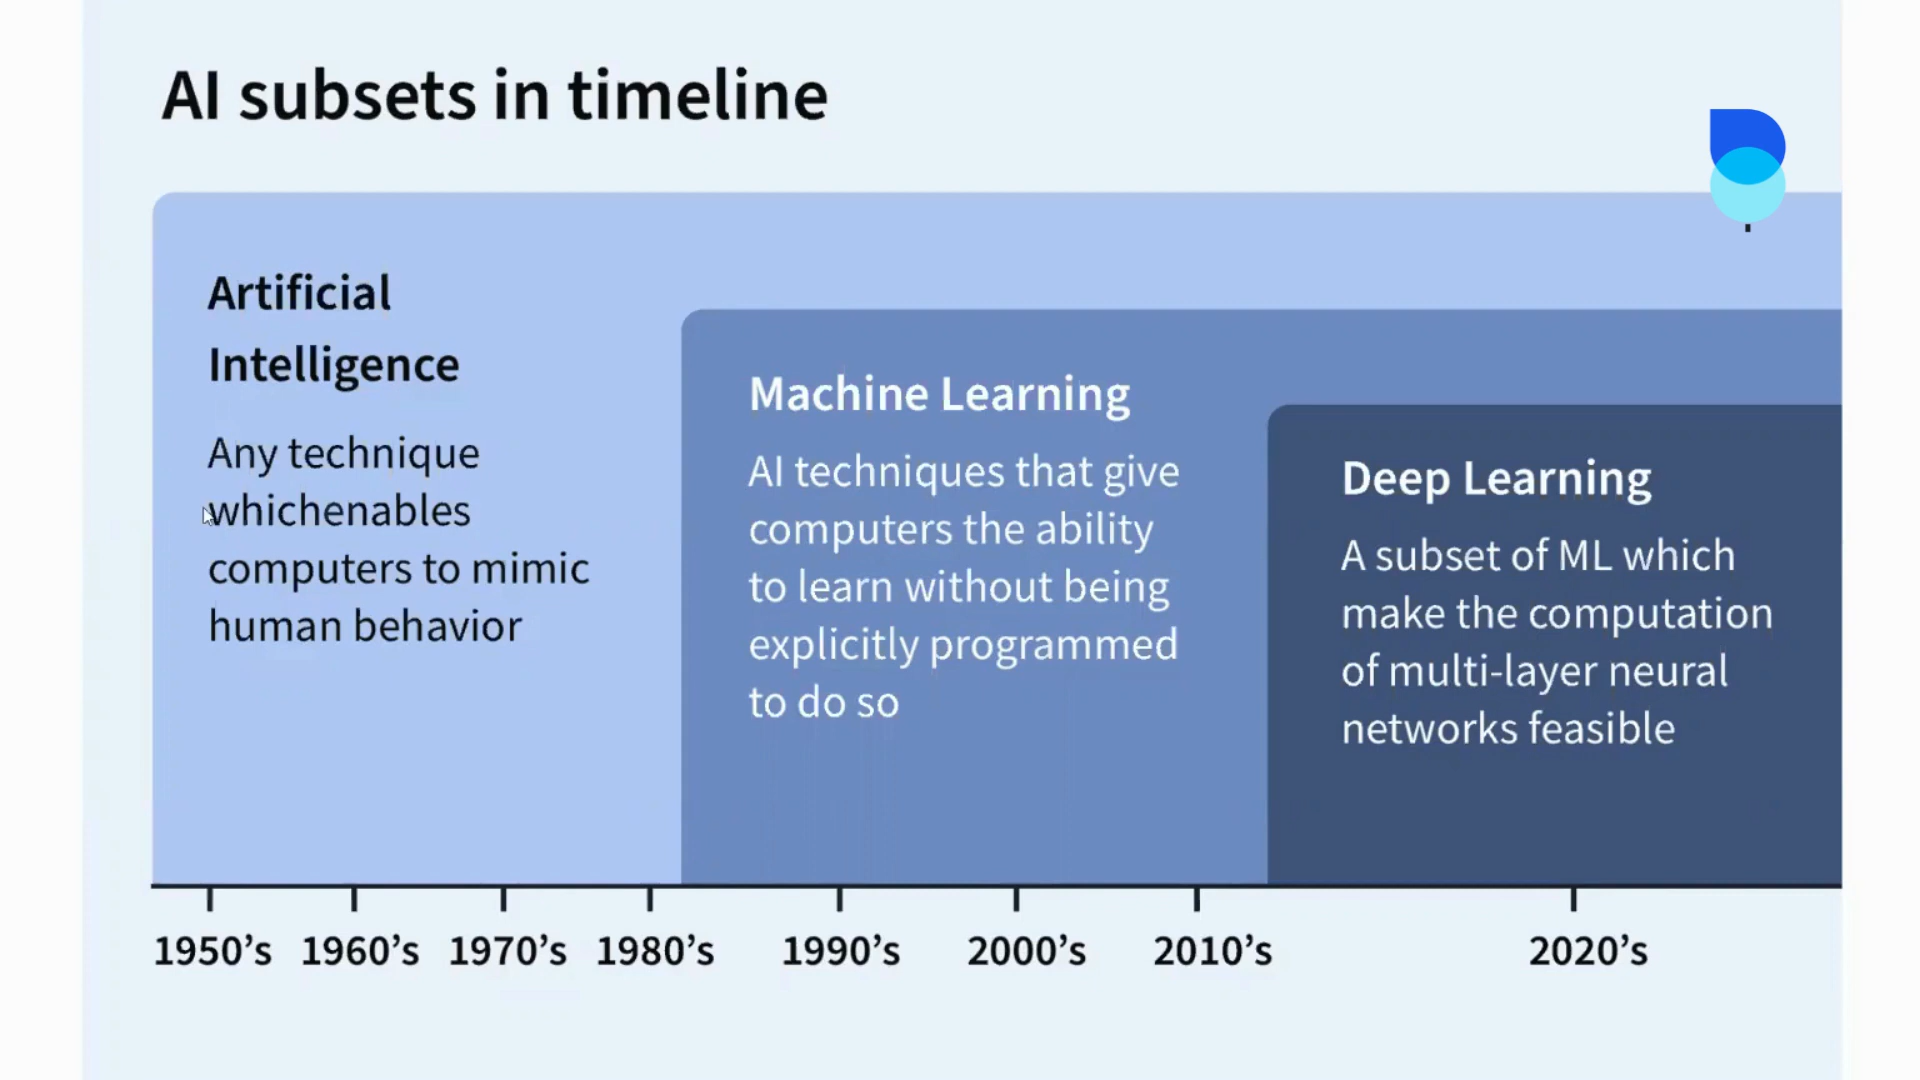 AI subsets in timeline
Artificial
Intelligence
Any technique
whichenables
computers to mimic
human behavior
Machine Learning
AI techniques that give
computers the ability
to learn without being
explicitly programmed
to do so
Deep Learning
A subset of ML which
make the computation
of multi-layer neural
networks feasible
1950’s 1960’s 1970’s 1980’s 1990’s 2000’s 2010’s 2020’s